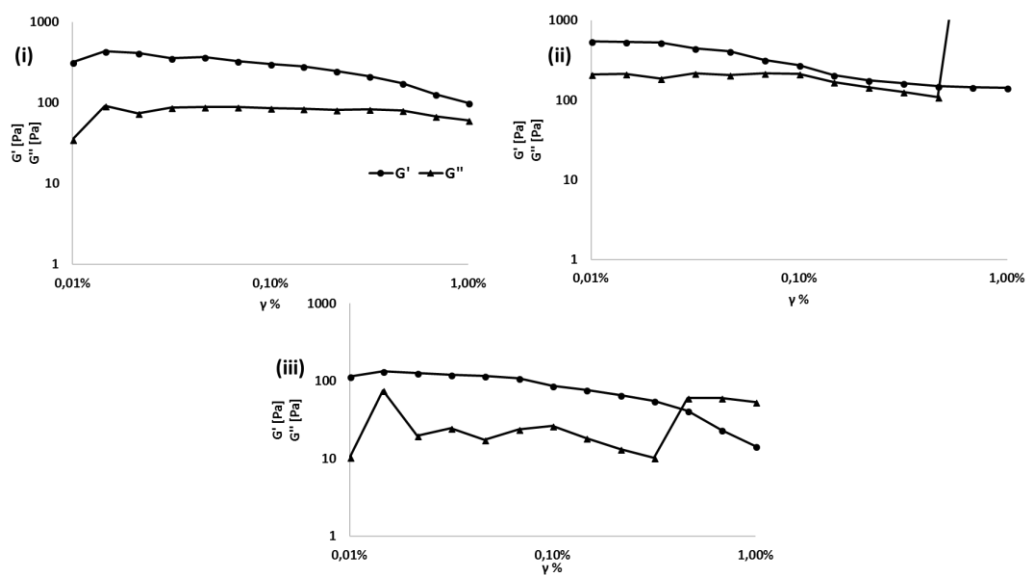 (i)
1000
100
10
1
G' [Pa]
G'' [Pa]
G' G''
0,01% 0,10% 1,00%
γ %
(ii)
1000
100
10
1
G' [Pa]
G'' [Pa]
0,01% 0,10% 1,00%
γ %
(iii)
1000
100
10
1
G' [Pa]
G'' [Pa]
0,01% 0,10% 1,00%
γ %